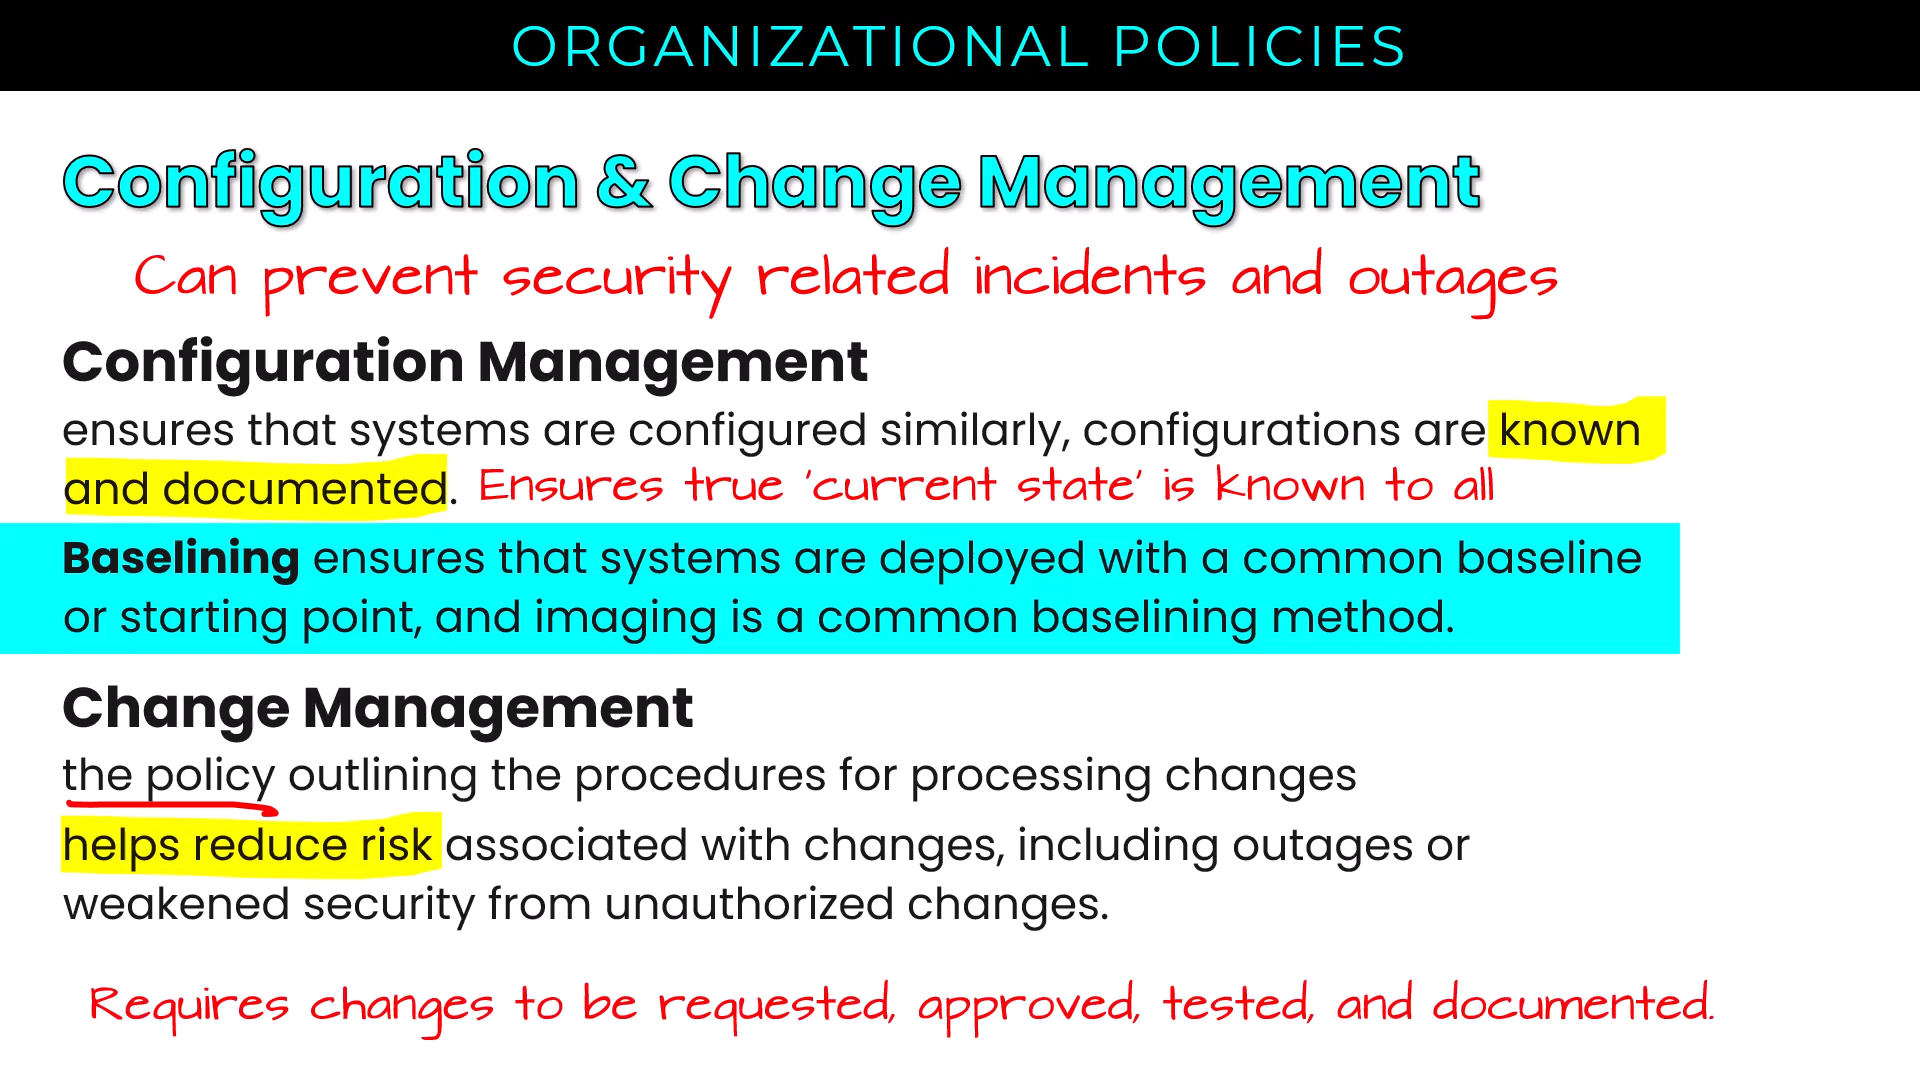 ORGANIZATIONAL POLICIES
Configuration & Change Management
Can prevent security related incidents and outages
Configuration Management
ensures that systems are configured similarly, configurations are known
and documented. Ensures true 'current state' is known to all
Baselining ensures that systems are deployed with a common baseline
or starting point, and imaging is a common baselining method.
Change Management
the policy outlining the procedures for processing changes
helps reduce risk associated with changes, including outages or
weakened security from unauthorized changes.
Requires changes to be requested, approved, tested, and documented.